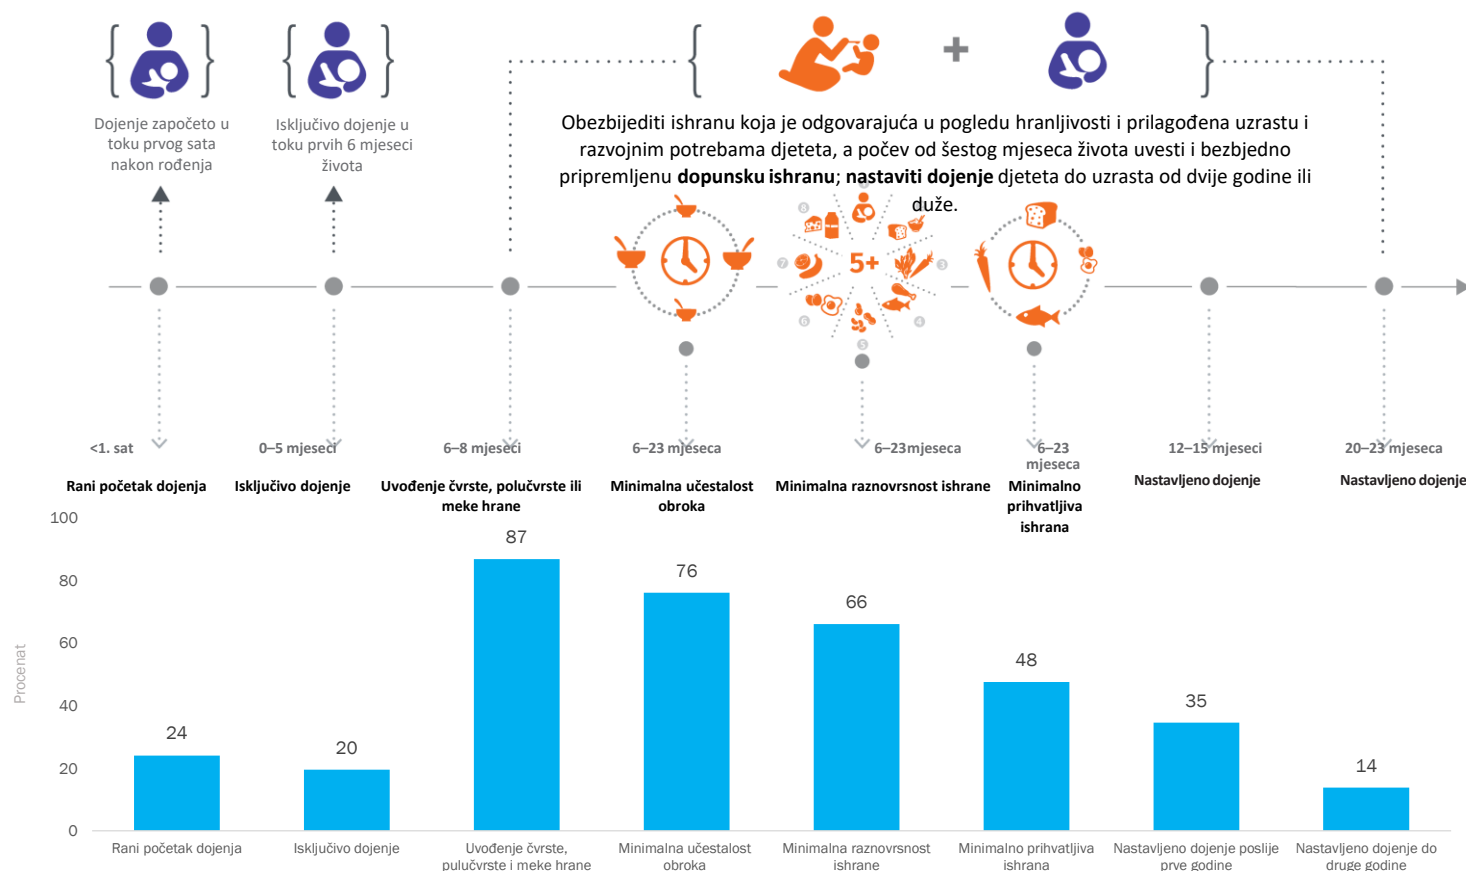 Dojenje započeto u
toku prvog sata
nakon rođenja
Isključivo dojenje u
toku prvih 6 mjeseci
života
Obezbijediti ishranu koja je odgovarajuća u pogledu hranljivosti i prilagođena uzrastu i
razvojnim potrebama djeteta, a počev od šestog mjeseca života uvesti i bezbjedno
pripremljenu dopunsku ishranu; nastaviti dojenje djeteta do uzrasta od dvije godine ili
duže.
8
7
5+
3
6
4
5
<1. sat
0–5 mjeseci
6–8 mjeseci
6–23 mjeseca
6–23mjeseca
6–23
mjeseca
12–15 mjeseci
20–23 mjeseca
Rani početak dojenja
Isključivo dojenje
Uvođenje čvrste, polučvrste ili
meke hrane
Minimalna učestalost
obroka
Minimalna raznovrsnost ishrane
Minimalno
prihvatljiva
ishrana
Nastavljeno dojenje
Nastavljeno dojenje
Procenat
100
80
60
40
20
0
24
20
87
76
66
48
35
14
Rani početak dojenja
Isključivo dojenje
Uvođenje čvrste,
pulučvrste i meke hrane
Minimalna učestalost
obroka
Minimalna raznovrsnost
ishrane
Minimalno prihvatljiva
ishrana
Nastavljeno dojenje poslije
prve godine
Nastavljeno dojenje do
druge godine